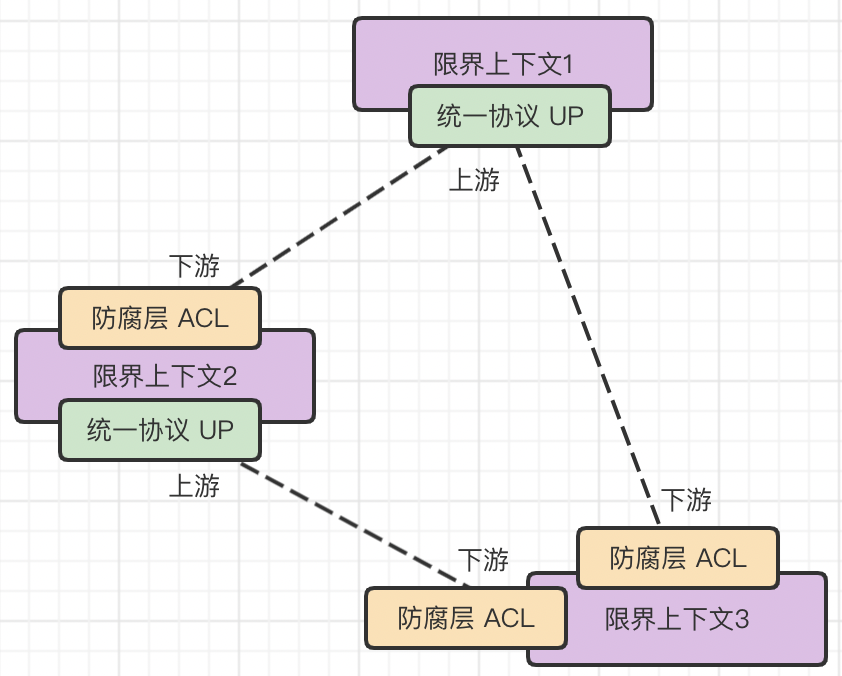 限界上下文1
统一协议 UP
上游
下游
防腐层 ACL
限界上下文2
统一协议 UP
上游
下游
防腐层 ACL
下游
防腐层 ACL
限界上下文3